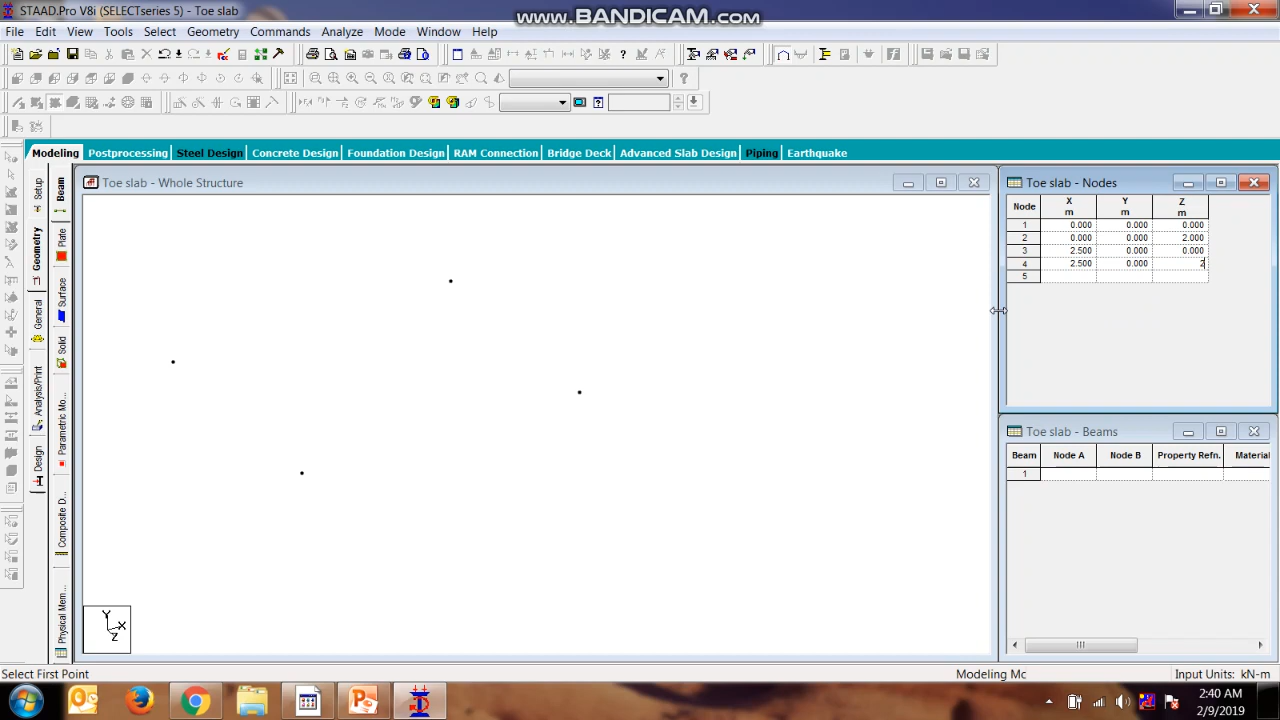 STAAD.Pro V8i (SELECTseries 5) - Toe slab
www.BANDICAM.com
File Edit View Tools Select Geometry Commands Analyze Mode Window Help
Modeling Postprocessing Steel Design Concrete Design Foundation Design RAM Connection Bridge Deck Advanced Slab Design Piping Earthquake
Setup
Geometry
General
Analysis/Print
Design
Beam
Plate
Surface
Solid
Parametric Mo...
Composite D...
Physical Mem...
Toe slab - Whole Structure
Y
X
Z
Toe slab - Nodes
Node X m Y m Z m
1 0.000 0.000 0.000
2 0.000 0.000 2.000
3 2.500 0.000 0.000
4 2.500 0.000 2
5
Toe slab - Beams
Beam Node A Node B Property Refn. Material
1
Select First Point
Modeling Mc
Input Units: kN-m
2:40 AM
2/9/2019